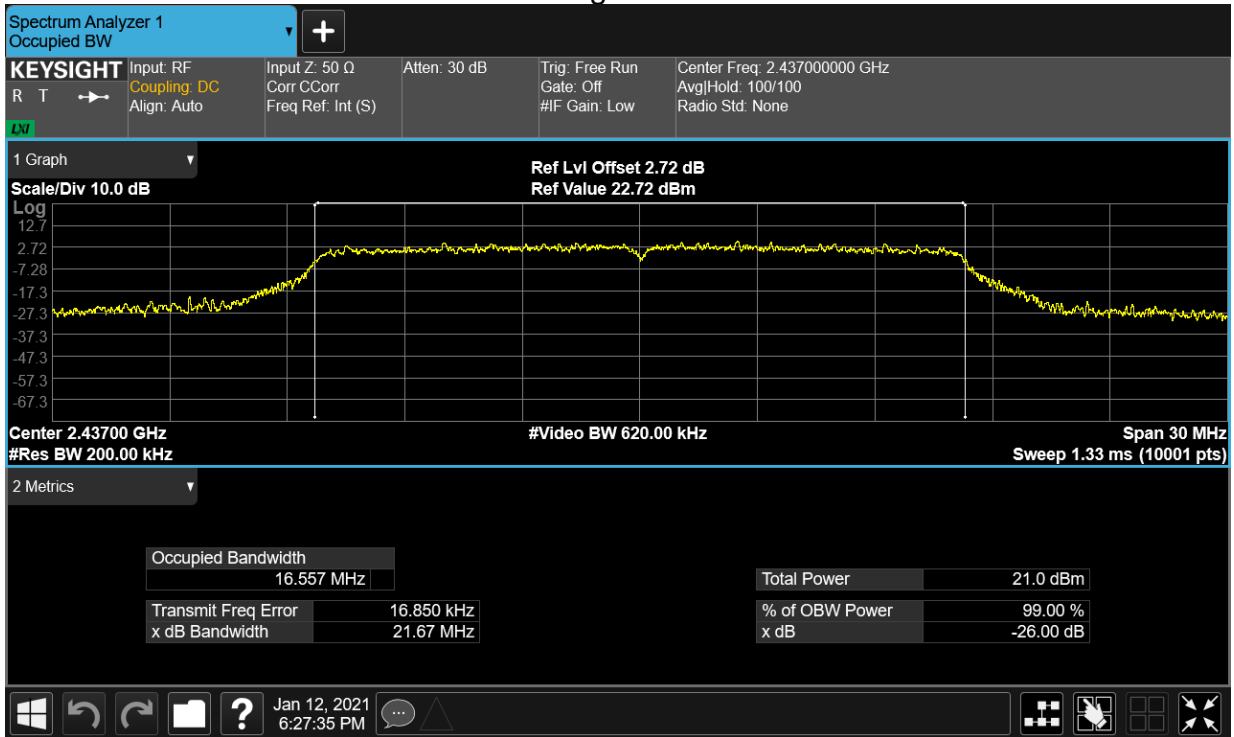 Spectrum Analyzer 1
Occupied BW
KEYSIGHT
R T
LXI
Input: RF
Coupling: DC
Align: Auto
Input Z: 50 Ω
Corr CCorr
Freq Ref: Int (S)
Atten: 30 dB
Trig: Free Run
Gate: Off
#IF Gain: Low
Center Freq: 2.437000000 GHz
Avg|Hold: 100/100
Radio Std: None
1 Graph
Scale/Div 10.0 dB
Ref Lvl Offset 2.72 dB
Ref Value 22.72 dBm
Log
12.7
2.72
-7.28
-17.3
-27.3
-37.3
-47.3
-57.3
-67.3
Center 2.43700 GHz
#Res BW 200.00 kHz
#Video BW 620.00 kHz
Span 30 MHz
Sweep 1.33 ms (10001 pts)
2 Metrics
Occupied Bandwidth
16.557 MHz
Transmit Freq Error 16.850 kHz
x dB Bandwidth 21.67 MHz
Total Power 21.0 dBm
% of OBW Power 99.00 %
x dB -26.00 dB
?
Jan 12, 2021
6:27:35 PM